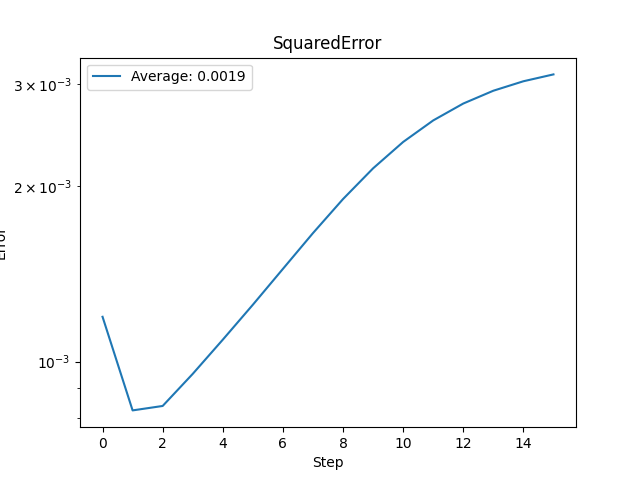 SquaredError
Average: 0.0019
3 × 10⁻³
2 × 10⁻³
10⁻³
Error
0 2 4 6 8 10 12 14
Step